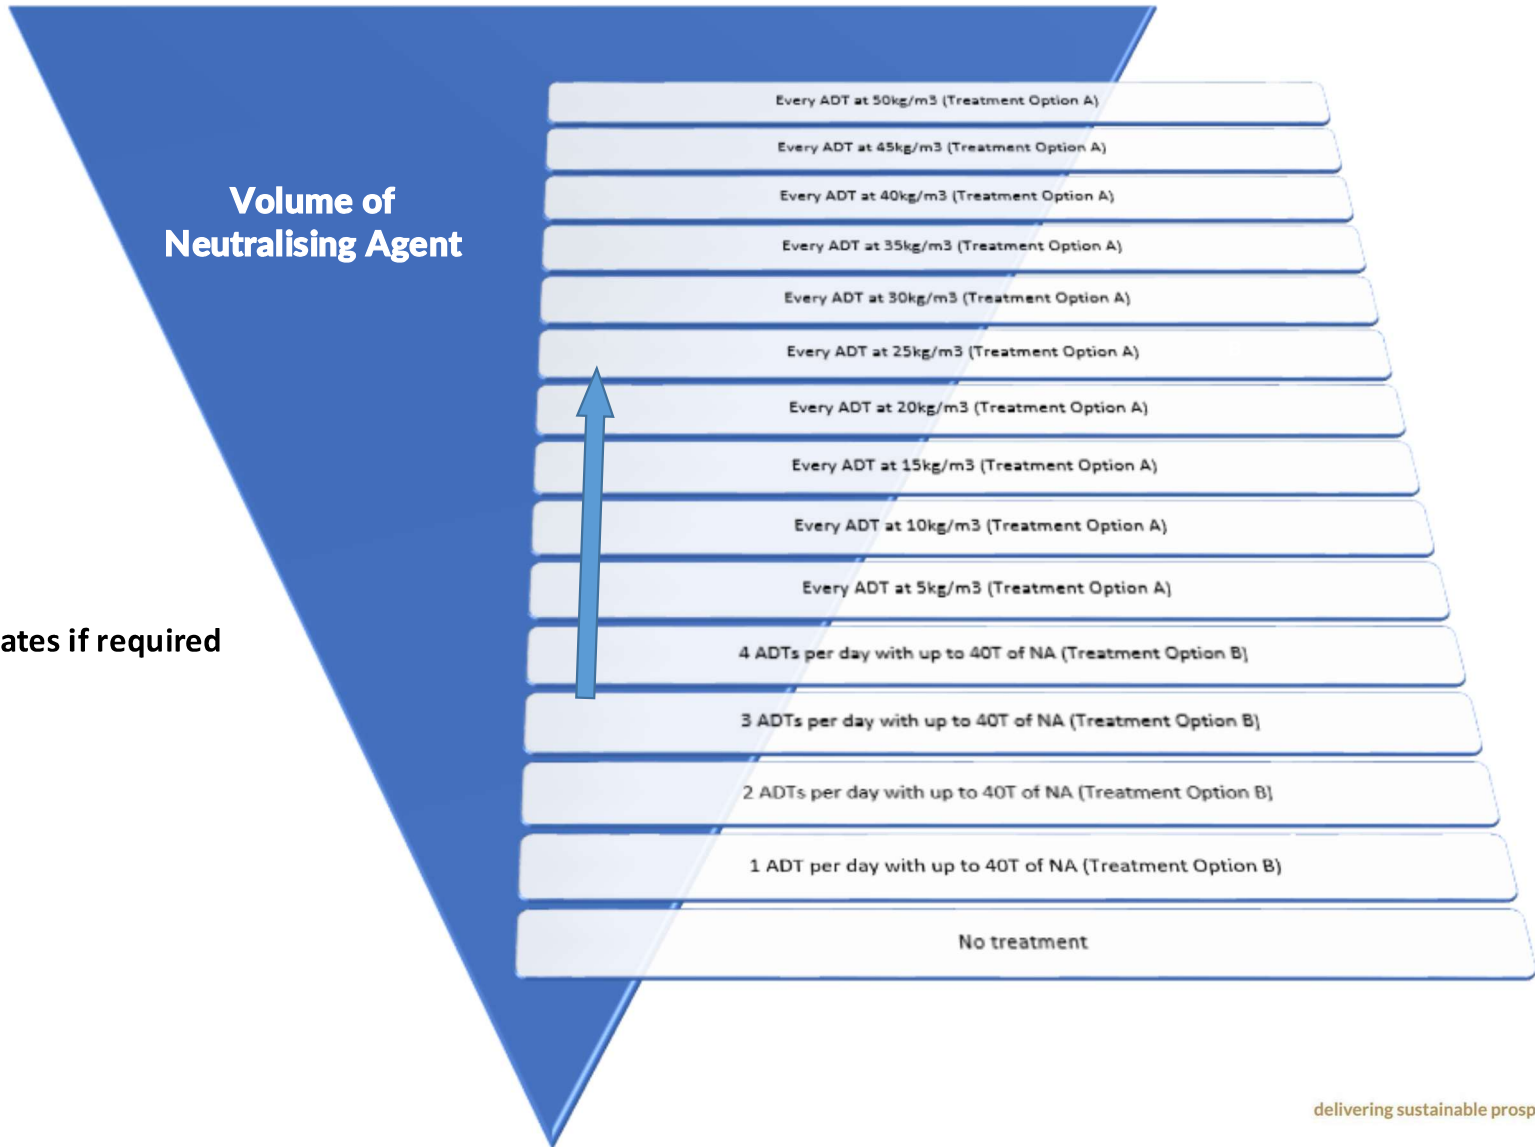 Every ADT at 50kg/m3 (Treatment Option A)
Every ADT at 45kg/m3 (Treatment Option A)
Volume of
Neutralising Agent
Every ADT at 40kg/m3 (Treatment Option A)
Every ADT at 35kg/m3 (Treatment Option A)
Every ADT at 30kg/m3 (Treatment Option A)
Every ADT at 25kg/m3 (Treatment Option A)
Every ADT at 20kg/m3 (Treatment Option A)
Every ADT at 15kg/m3 (Treatment Option A)
Every ADT at 10kg/m3 (Treatment Option A)
Every ADT at 5kg/m3 (Treatment Option A)
ates if required
4 ADTs per day with up to 40T of NA (Treatment Option B)
3 ADTs per day with up to 40T of NA (Treatment Option B)
2 ADTs per day with up to 40T of NA (Treatment Option B)
1 ADT per day with up to 40T of NA (Treatment Option B)
No treatment
delivering sustainable prosp